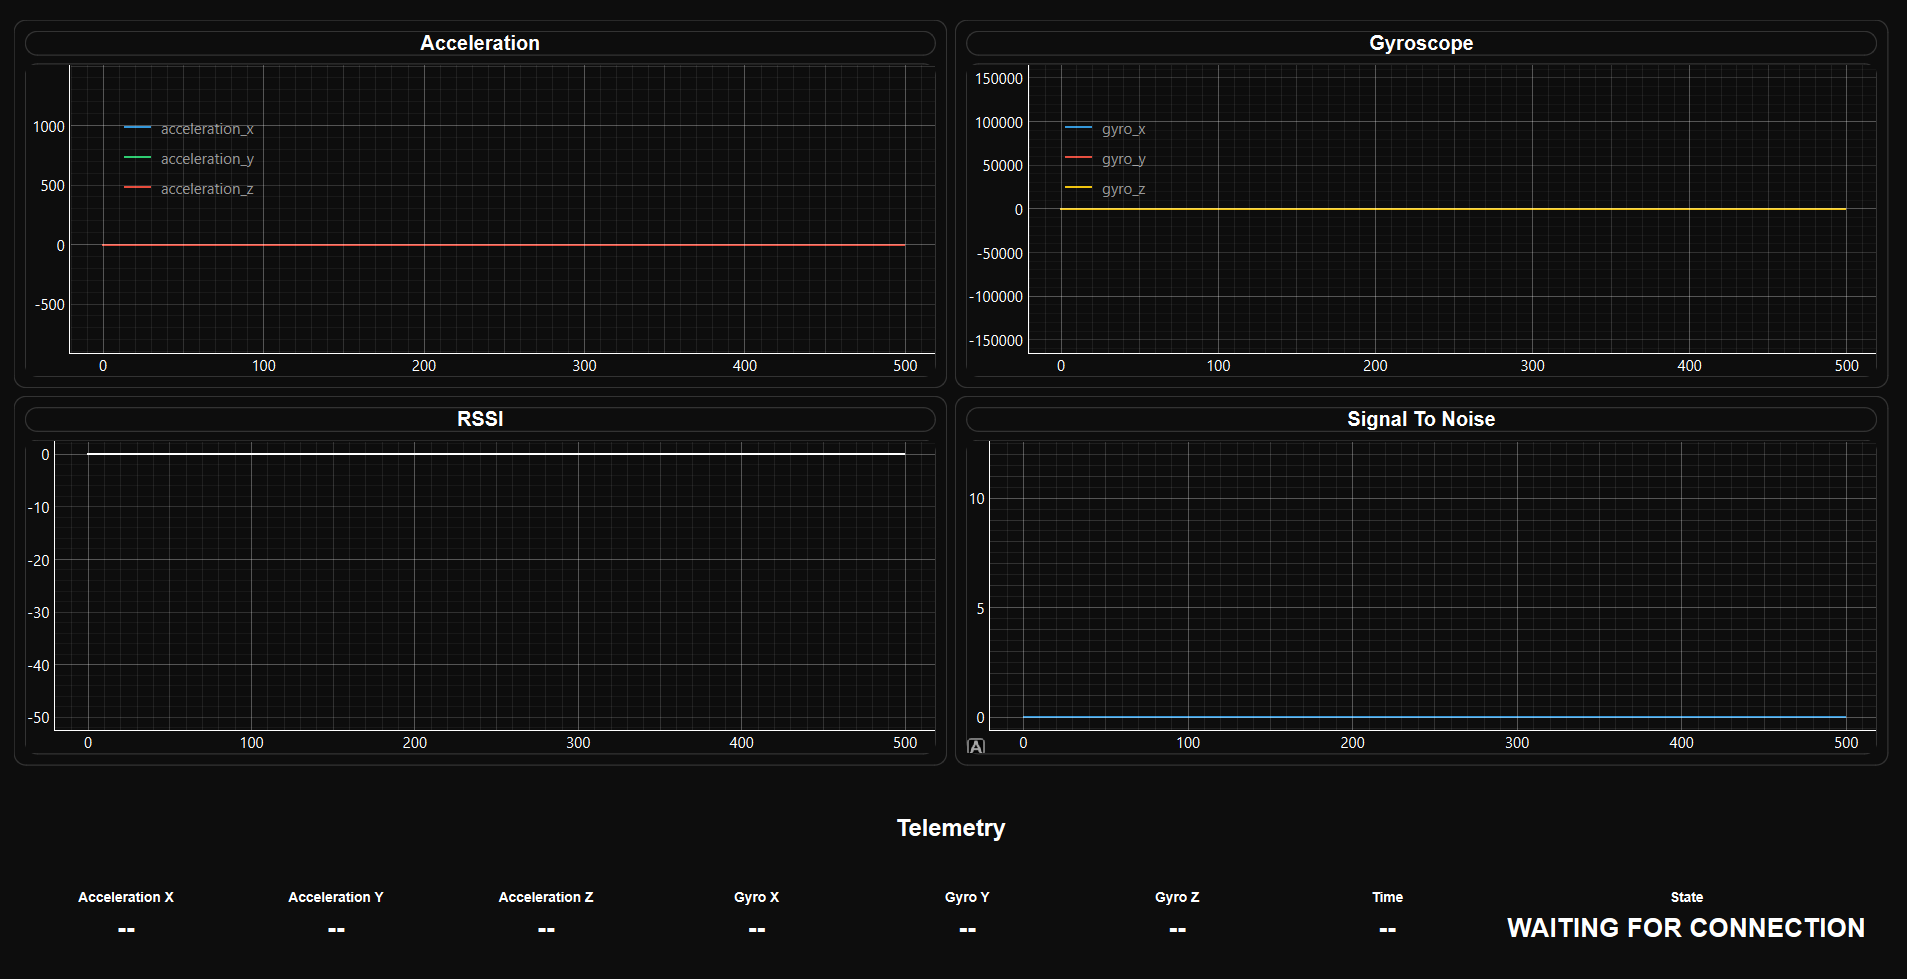 Acceleration
1000
500
0
-500
acceleration_x
acceleration_y
acceleration_z
0 100 200 300 400 500
Gyroscope
150000
100000
50000
0
-50000
-100000
-150000
gyro_x
gyro_y
gyro_z
0 100 200 300 400 500
RSSI
0
-10
-20
-30
-40
-50
0 100 200 300 400 500
Signal To Noise
10
5
0
A
0 100 200 300 400 500
Telemetry
Acceleration X Acceleration Y Acceleration Z Gyro X Gyro Y Gyro Z Time State
-- -- -- -- -- -- -- WAITING FOR CONNECTION